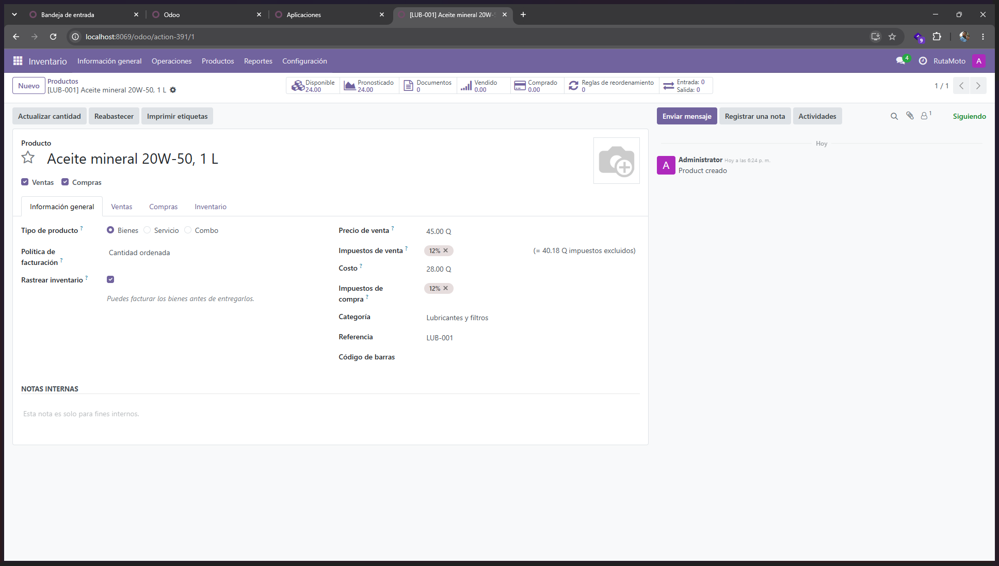 Bandeja de entrada
Odoo
Aplicaciones
[LUB-001] Aceite mineral 20W-5
localhost:8069/odoo/action-391/1
9
Inventario
Información general
Operaciones
Productos
Reportes
Configuración
4
RutaMoto
A
Nuevo
Productos
[LUB-001] Aceite mineral 20W-50, 1 L
Disponible
24.00
Pronosticado
24.00
Documentos
0
Vendido
0.00
Comprado
0.00
Reglas de reordenamiento
0
Entrada: 0
Salida: 0
1 / 1
Actualizar cantidad
Reabastecer
Imprimir etiquetas
Enviar mensaje
Registrar una nota
Actividades
1
Siguiendo
Producto
Aceite mineral 20W-50, 1 L
Ventas
Compras
Información general
Ventas
Compras
Inventario
Tipo de producto ?
Bienes
Servicio
Combo
Política de
facturación ?
Cantidad ordenada
Rastrear inventario ?
Puedes facturar los bienes antes de entregarlos.
Precio de venta ?
45.00 Q
Impuestos de venta ?
12%
(= 40.18 Q impuestos excluidos)
Costo ?
28.00 Q
Impuestos de
compra ?
12%
Categoría
Lubricantes y filtros
Referencia
LUB-001
Código de barras
NOTAS INTERNAS
Esta nota es solo para fines internos.
Hoy
A
Administrator Hoy a las 6:24 p. m.
Product creado